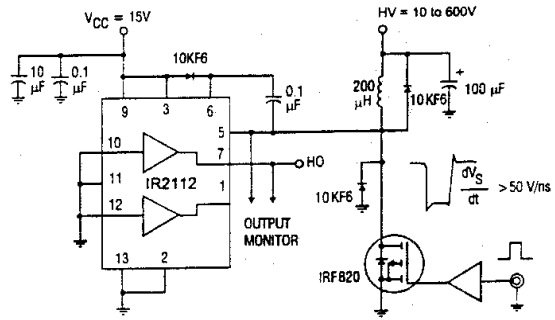 VCC = 15V
HV = 10 to 600V
10KF6
10 μF
0.1 μF
0.1 μF
200 μH
10KF6
+
100 μF
9
3
6
5
10
7
HO
IR2112
11
1
12
OUTPUT MONITOR
10KF6
dVS
dt
> 50 V/ns
13
2
IRF820